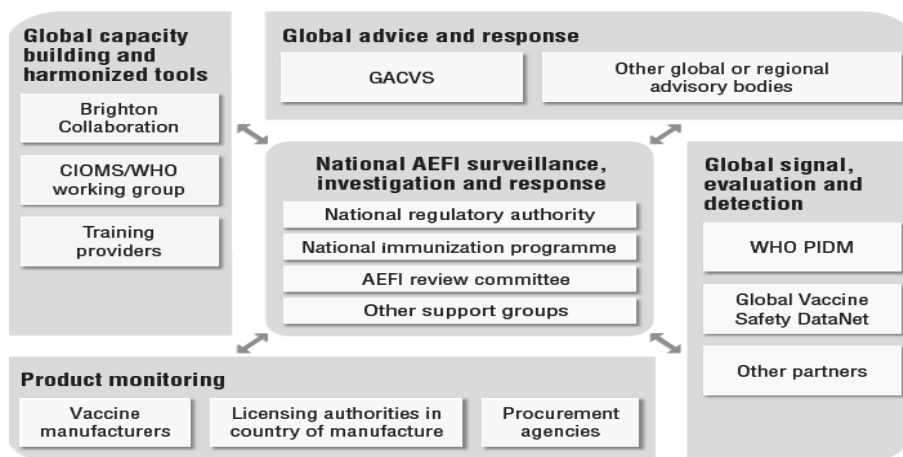 Global capacity
building and
harmonized tools
Brighton
Collaboration
CIOMS/WHO
working group
Training
providers
Global advice and response
GACVS
Other global or regional
advisory bodies
National AEFI surveillance,
investigation and response
National regulatory authority
National immunization programme
AEFI review committee
Other support groups
Global signal,
evaluation and
detection
WHO PIDM
Global Vaccine
Safety DataNet
Other partners
Product monitoring
Vaccine
manufacturers
Licensing authorities in
country of manufacture
Procurement
agencies